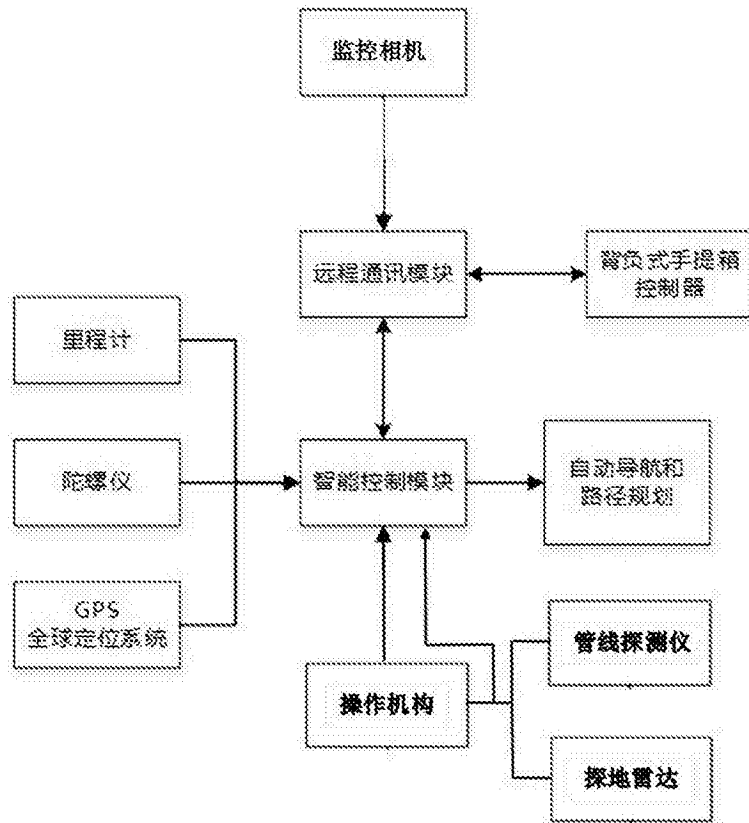 监控相机
远程通讯模块
背负式手提箱
控制器
里程计
陀螺仪
智能控制模块
自动导航和
路径规划
GPS
全球定位系统
管线探测仪
操作机构
探地雷达